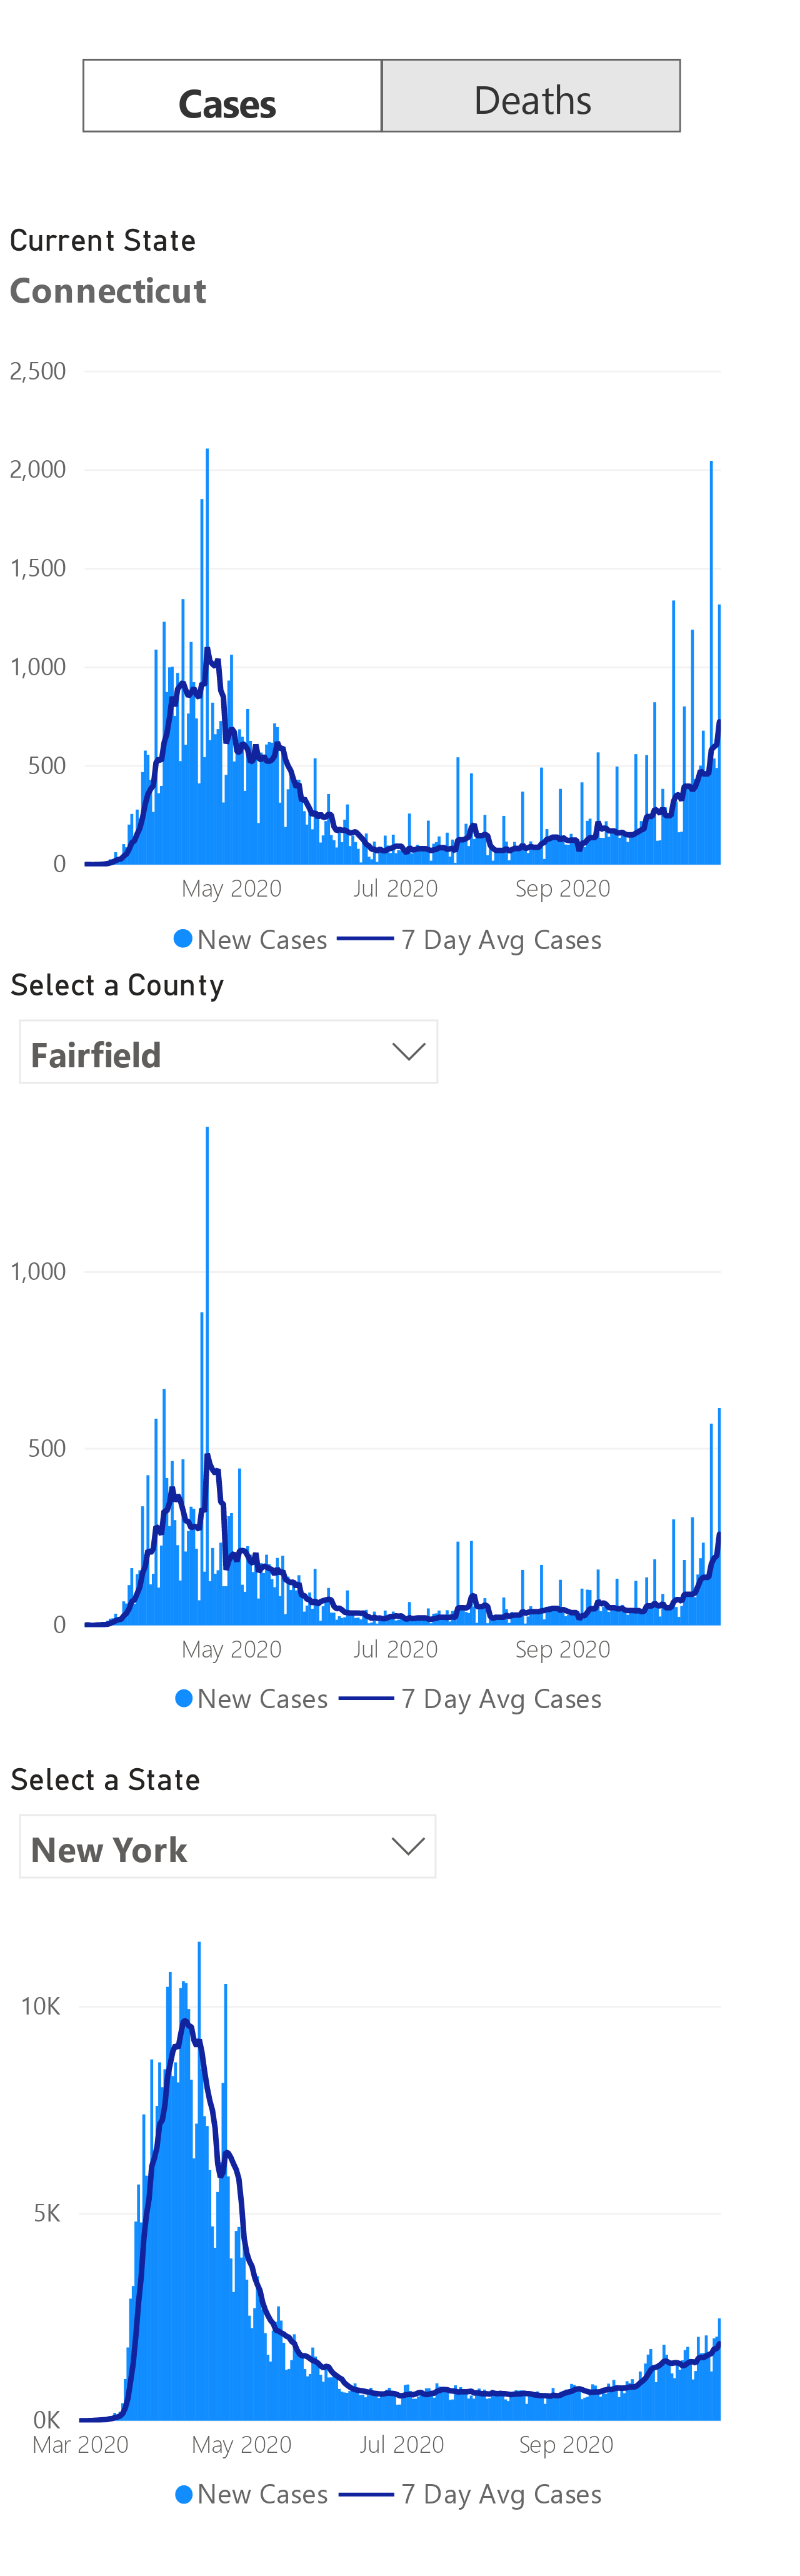 Cases Deaths
Current State
Connecticut
2,500
2,000
1,500
1,000
500
0
May 2020 Jul 2020 Sep 2020
New Cases 7 Day Avg Cases
Select a County
Fairfield
1,000
500
0
May 2020 Jul 2020 Sep 2020
New Cases 7 Day Avg Cases
Select a State
New York
10K
5K
0K
Mar 2020 May 2020 Jul 2020 Sep 2020
New Cases 7 Day Avg Cases